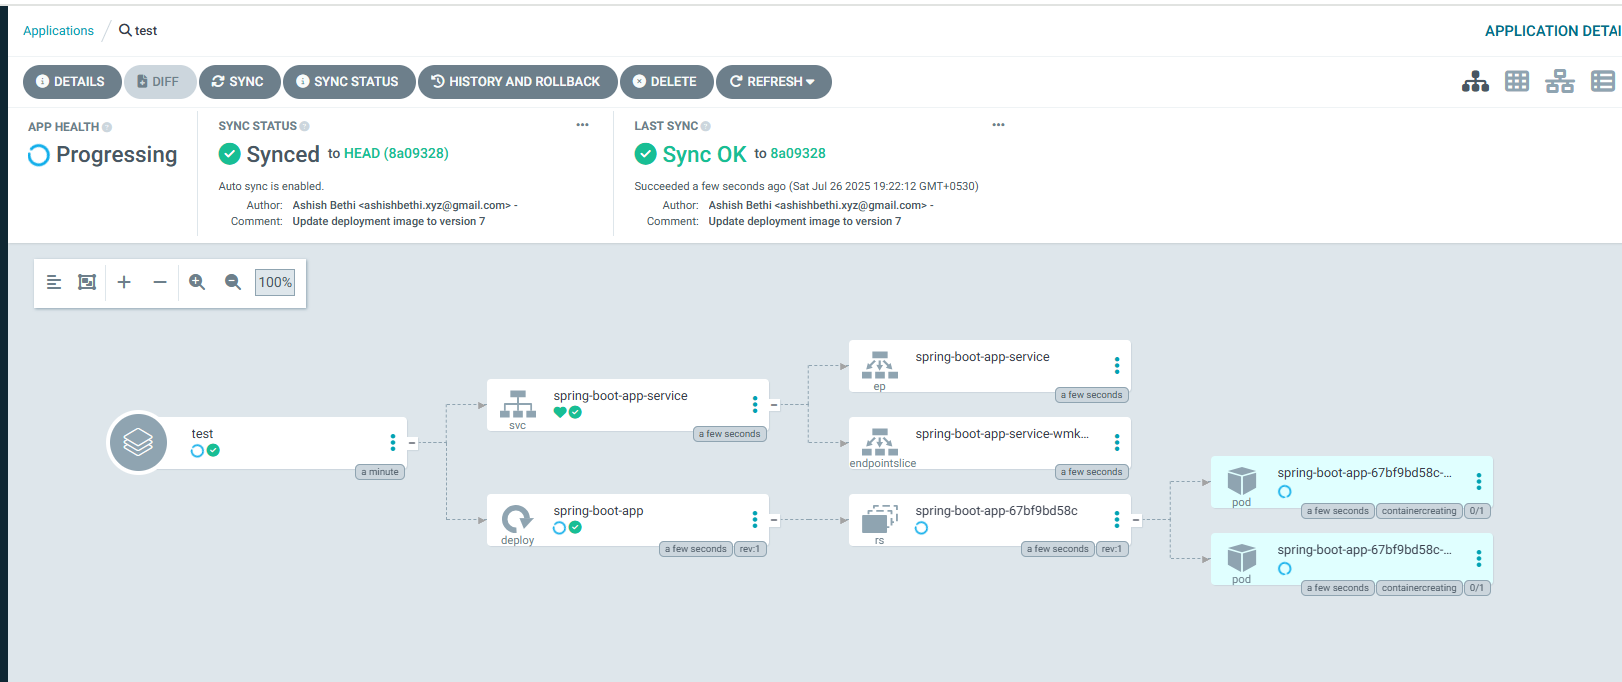 Applications / test
APPLICATION DETAI
DETAILS DIFF SYNC SYNC STATUS HISTORY AND ROLLBACK DELETE REFRESH
APP HEALTH
Progressing
SYNC STATUS
Synced to HEAD (8a09328)
Auto sync is enabled.
Author: Ashish Bethi <ashishbethi.xyz@gmail.com> -
Comment: Update deployment image to version 7
LAST SYNC
Sync OK to 8a09328
Succeeded a few seconds ago (Sat Jul 26 2025 19:22:12 GMT+0530)
Author: Ashish Bethi <ashishbethi.xyz@gmail.com> -
Comment: Update deployment image to version 7
100%
test
a minute
spring-boot-app-service
svc
a few seconds
spring-boot-app
deploy
a few seconds rev:1
spring-boot-app-service
ep
a few seconds
spring-boot-app-service-wmk...
endpointslice
a few seconds
spring-boot-app-67bf9bd58c
rs
a few seconds rev:1
spring-boot-app-67bf9bd58c-...
pod
a few seconds containercreating 0/1
spring-boot-app-67bf9bd58c-...
pod
a few seconds containercreating 0/1